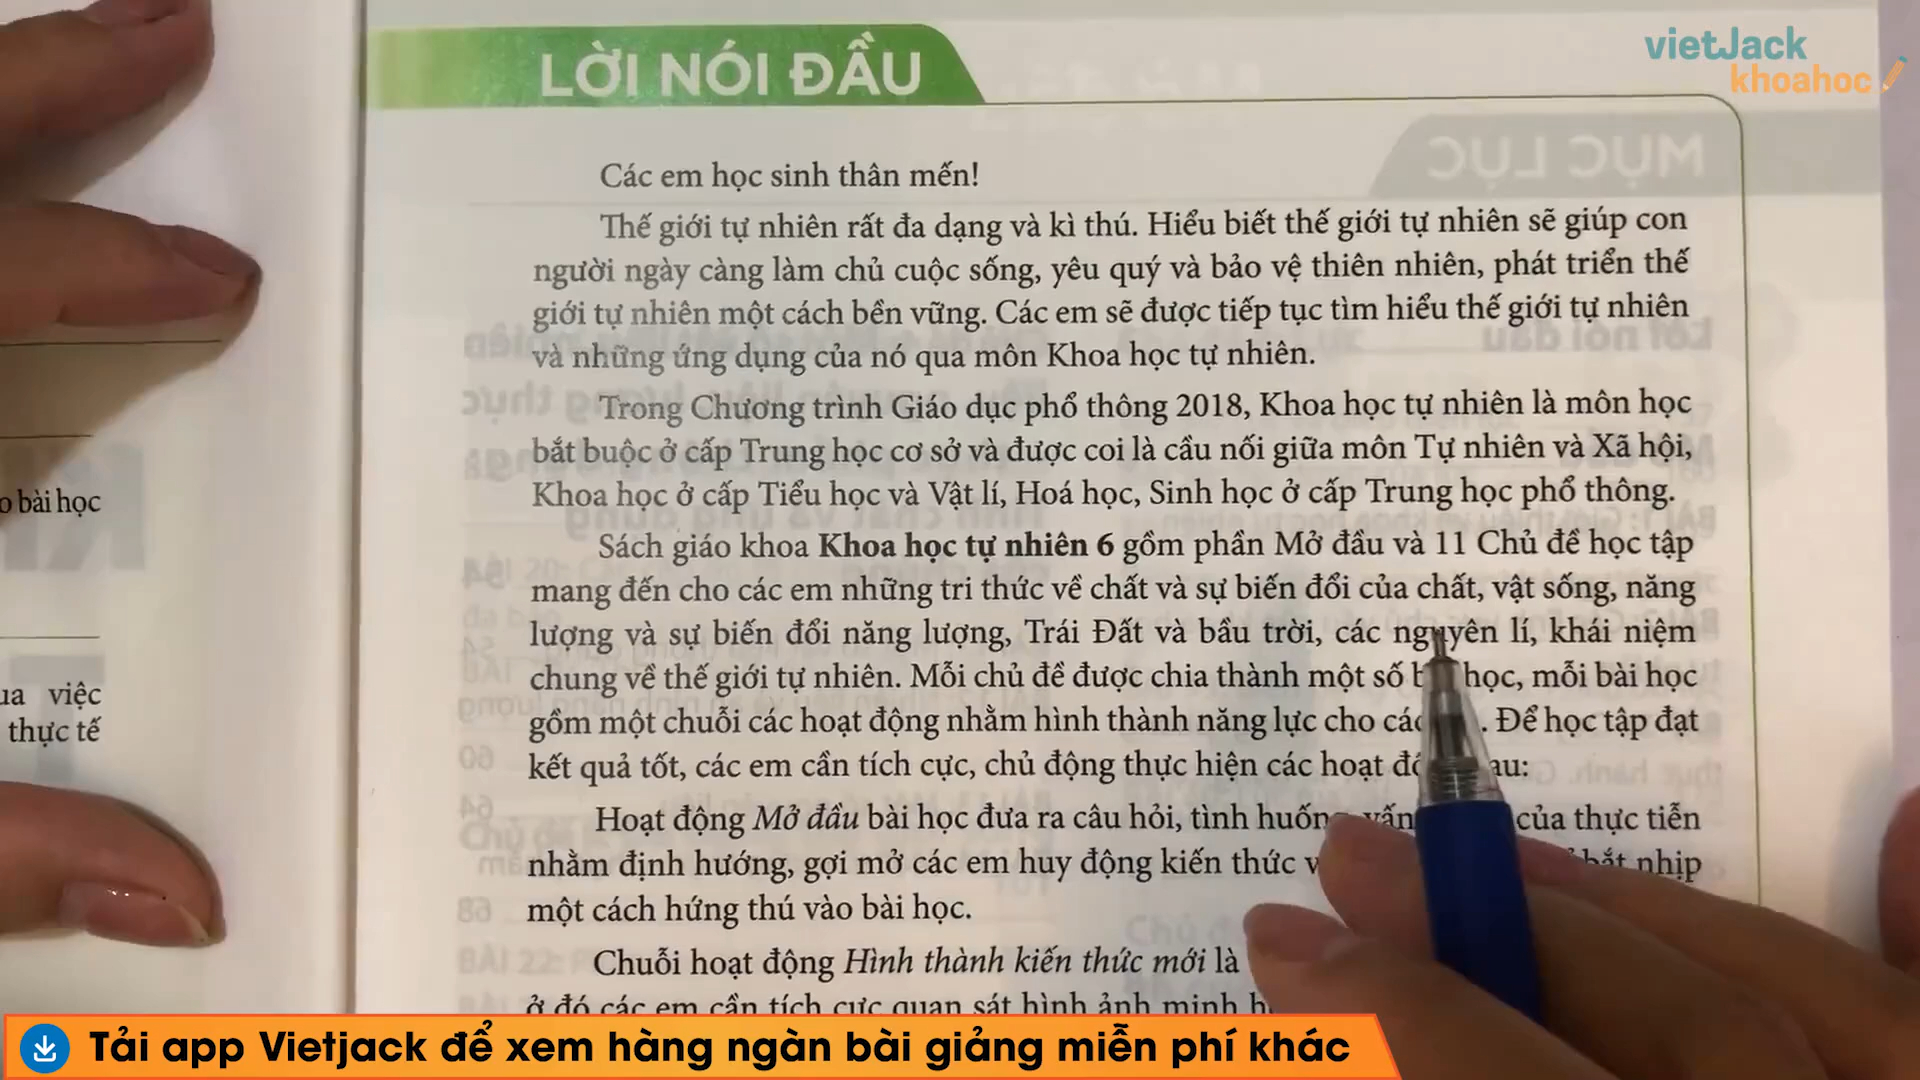 LỜI NÓI ĐẦU
vietJack
khoahoc
MỤC LỤC
Các em học sinh thân mến!
Thế giới tự nhiên rất đa dạng và kì thú. Hiểu biết thế giới tự nhiên sẽ giúp con
người ngày càng làm chủ cuộc sống, yêu quý và bảo vệ thiên nhiên, phát triển thế
giới tự nhiên một cách bền vững. Các em sẽ được tiếp tục tìm hiểu thế giới tự nhiên
và những ứng dụng của nó qua môn Khoa học tự nhiên.
Trong Chương trình Giáo dục phổ thông 2018, Khoa học tự nhiên là môn học
bắt buộc ở cấp Trung học cơ sở và được coi là cầu nối giữa môn Tự nhiên và Xã hội,
Khoa học ở cấp Tiểu học và Vật lí, Hoá học, Sinh học ở cấp Trung học phổ thông.
Sách giáo khoa Khoa học tự nhiên 6 gồm phần Mở đầu và 11 Chủ đề học tập
mang đến cho các em những tri thức về chất và sự biến đổi của chất, vật sống, năng
lượng và sự biến đổi năng lượng, Trái Đất và bầu trời, các nguyên lí, khái niệm
chung về thế giới tự nhiên. Mỗi chủ đề được chia thành một số học, mỗi bài học
gồm một chuỗi các hoạt động nhằm hình thành năng lực cho các . Để học tập đạt
kết quả tốt, các em cần tích cực, chủ động thực hiện các hoạt
Hoạt động Mở đầu bài học đưa ra câu hỏi, tình huống vấn của thực tiễn
nhằm định hướng, gợi mở các em huy động kiến thức bắt nhịp
một cách hứng thú vào bài học.
Chuỗi hoạt động Hình thành kiến thức mới là
ở đó các em cần tích cực quan sát hình ảnh minh
bài học
việc
thực tế
Tải app Vietjack để xem hàng ngàn bài giảng miễn phí khác